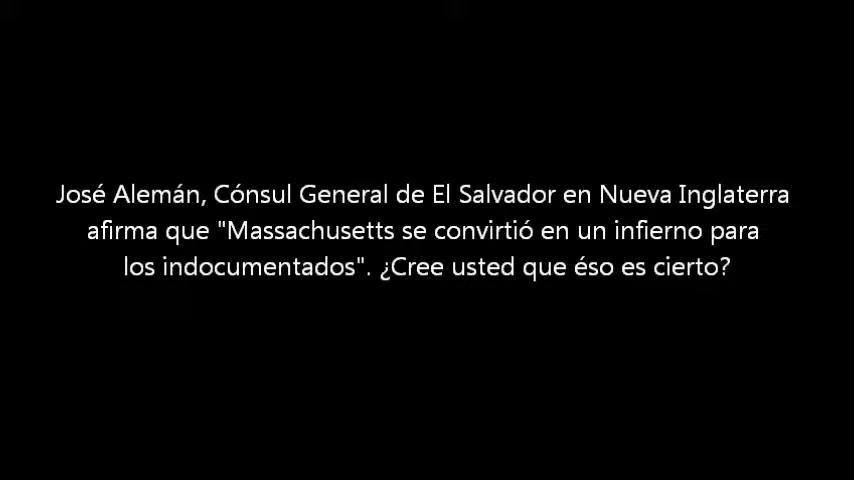 José Alemán, Cónsul General de El Salvador en Nueva Inglaterra
afirma que "Massachusetts se convirtió en un infierno para
los indocumentados". ¿Cree usted que éso es cierto?